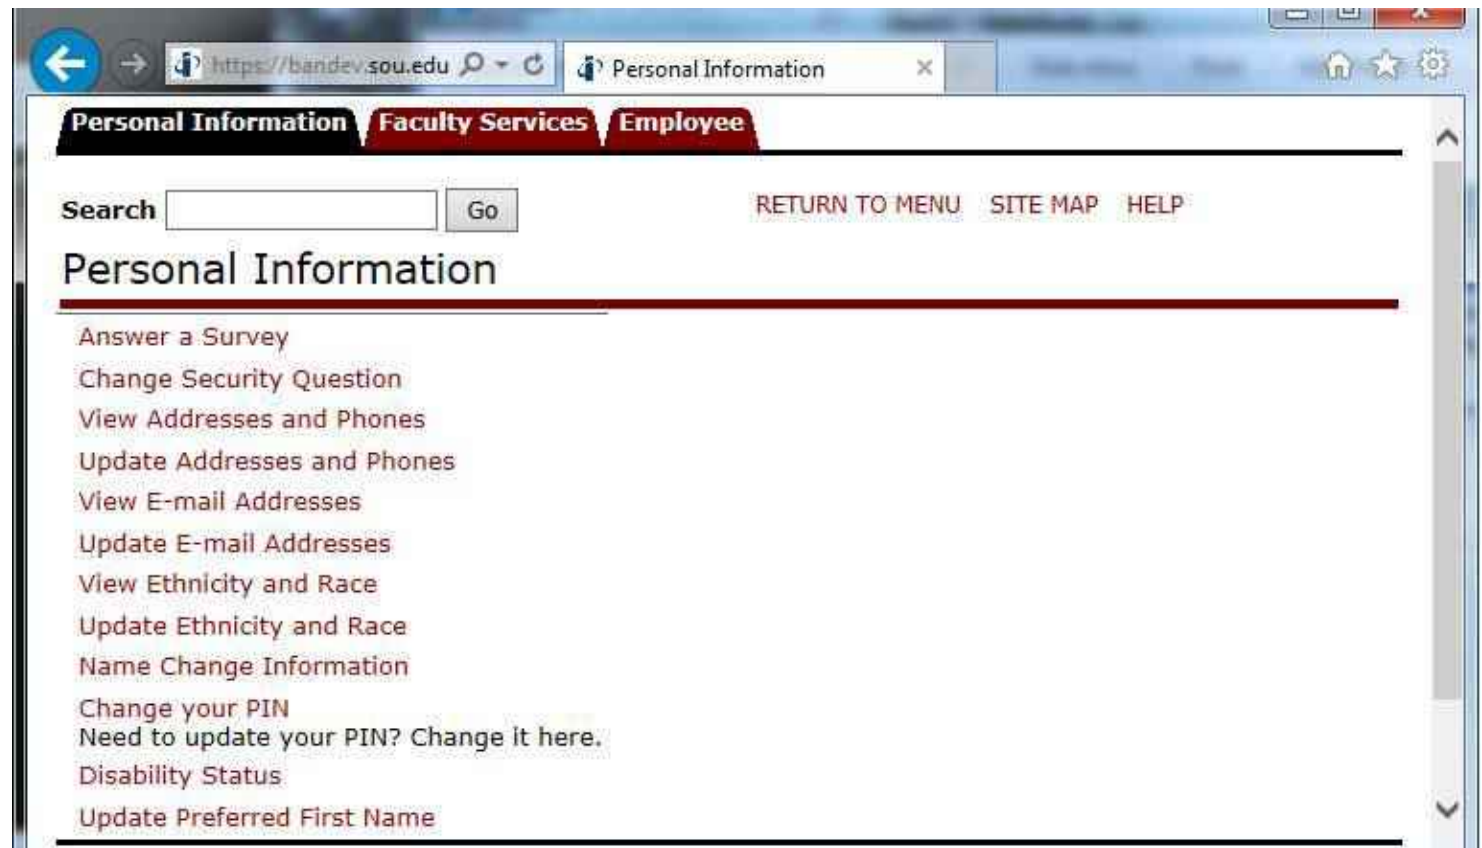 https://bandev.sou.edu
Personal Information
Personal Information Faculty Services Employee
Search Go RETURN TO MENU SITE MAP HELP
Personal Information
Answer a Survey
Change Security Question
View Addresses and Phones
Update Addresses and Phones
View E-mail Addresses
Update E-mail Addresses
View Ethnicity and Race
Update Ethnicity and Race
Name Change Information
Change your PIN
Need to update your PIN? Change it here.
Disability Status
Update Preferred First Name